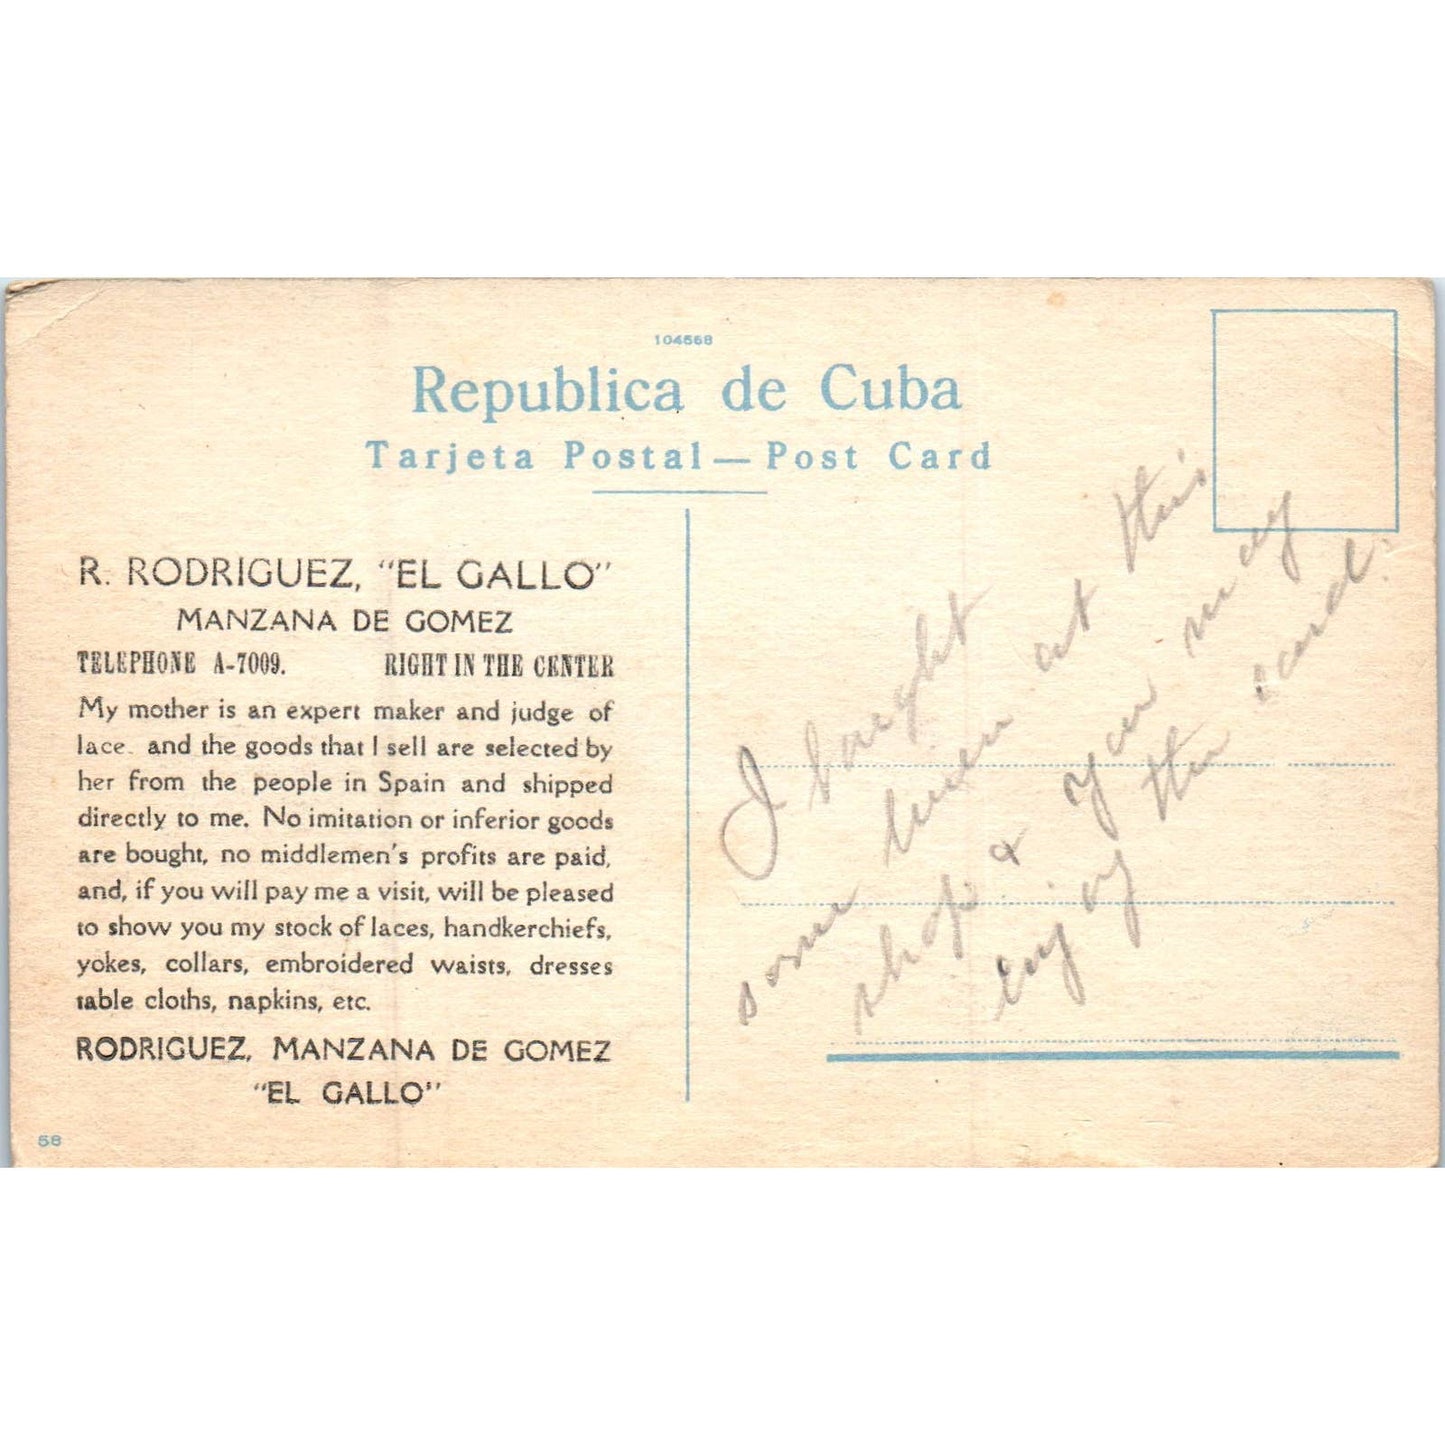 104668
Republica de Cuba
Tarjeta Postal — Post Card
R. RODRIGUEZ, "EL GALLO"
MANZANA DE GOMEZ
TELEPHONE A-7009. RIGHT IN THE CENTER
My mother is an expert maker and judge of
lace and the goods that I sell are selected by
her from the people in Spain and shipped
directly to me. No imitation or inferior goods
are bought, no middlemen's profits are paid,
and, if you will pay me a visit, will be pleased
to show you my stock of laces, handkerchiefs,
yokes, collars, embroidered waists, dresses
table cloths, napkins, etc.
RODRIGUEZ, MANZANA DE GOMEZ
"EL GALLO"
58
I bought
some linen at this
shop & you may
enjoy the card.